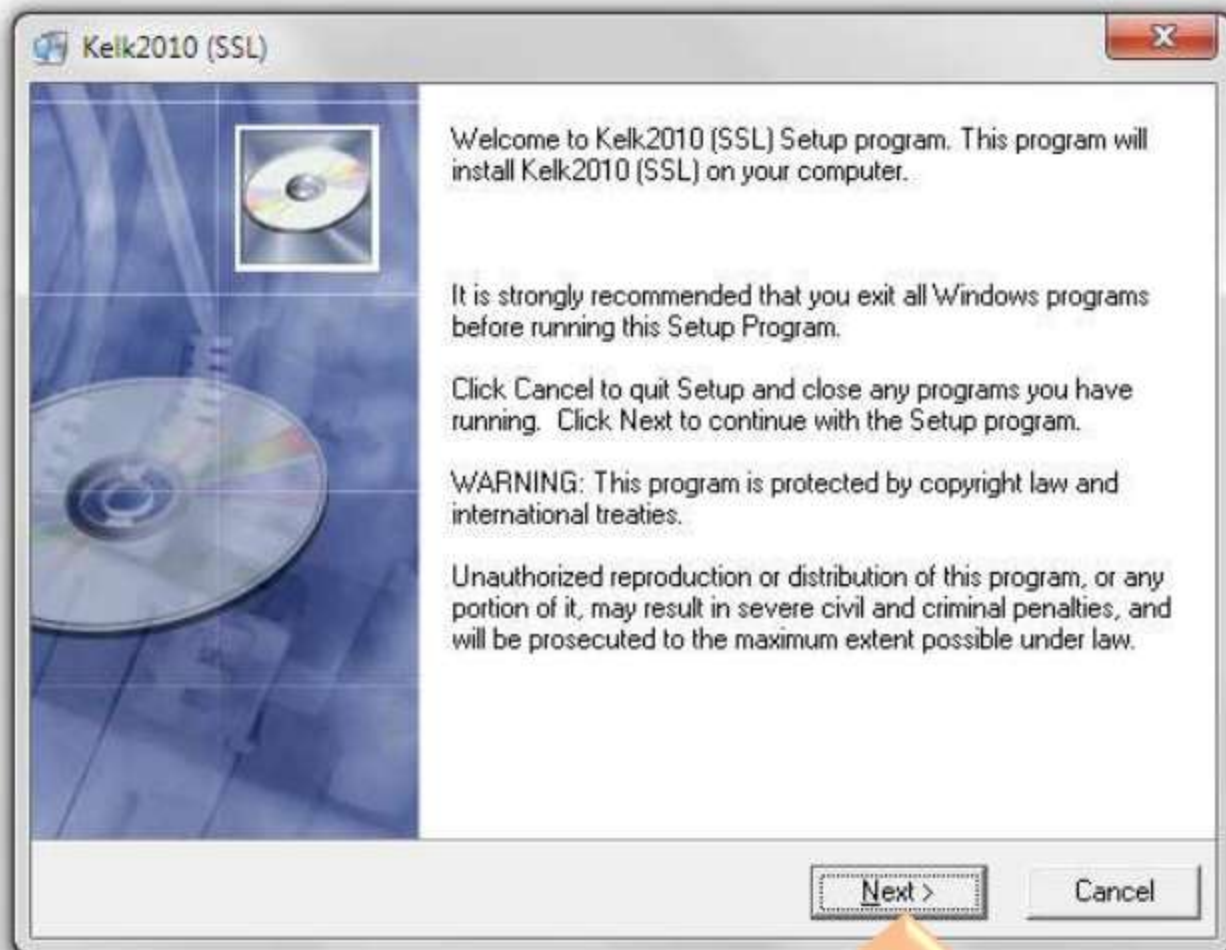 Kelk2010 (SSL)
Welcome to Kelk2010 (SSL) Setup program. This program will
install Kelk2010 (SSL) on your computer.
It is strongly recommended that you exit all Windows programs
before running this Setup Program.
Click Cancel to quit Setup and close any programs you have
running.  Click Next to continue with the Setup program.
WARNING: This program is protected by copyright law and
international treaties.
Unauthorized reproduction or distribution of this program, or any
portion of it, may result in severe civil and criminal penalties, and
will be prosecuted to the maximum extent possible under law.
Next >
Cancel